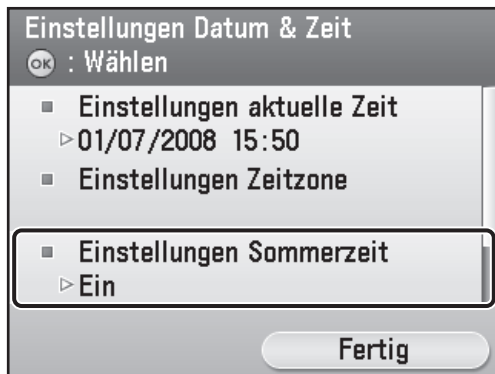 Einstellungen Datum & Zeit
OK : Wählen
Einstellungen aktuelle Zeit
01/07/2008 15:50
Einstellungen Zeitzone
Einstellungen Sommerzeit
Ein
Fertig